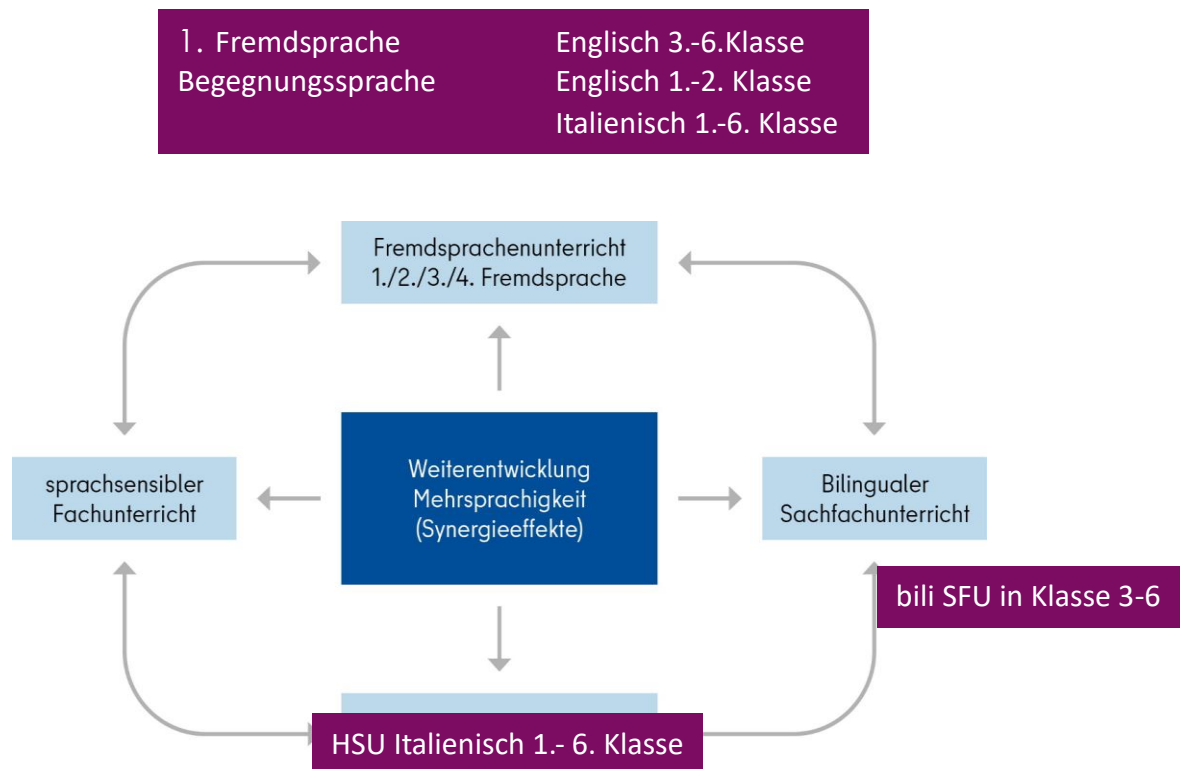 1. Fremdsprache Englisch 3.-6.Klasse
Begegnungssprache Englisch 1.-2. Klasse
Italienisch 1.-6. Klasse
Fremdsprachenunterricht
1./2./3./4. Fremdsprache
sprachsensibler
Fachunterricht
Weiterentwicklung
Mehrsprachigkeit
(Synergieeffekte)
Bilingualer
Sachfachunterricht
bili SFU in Klasse 3-6
HSU Italienisch 1.- 6. Klasse